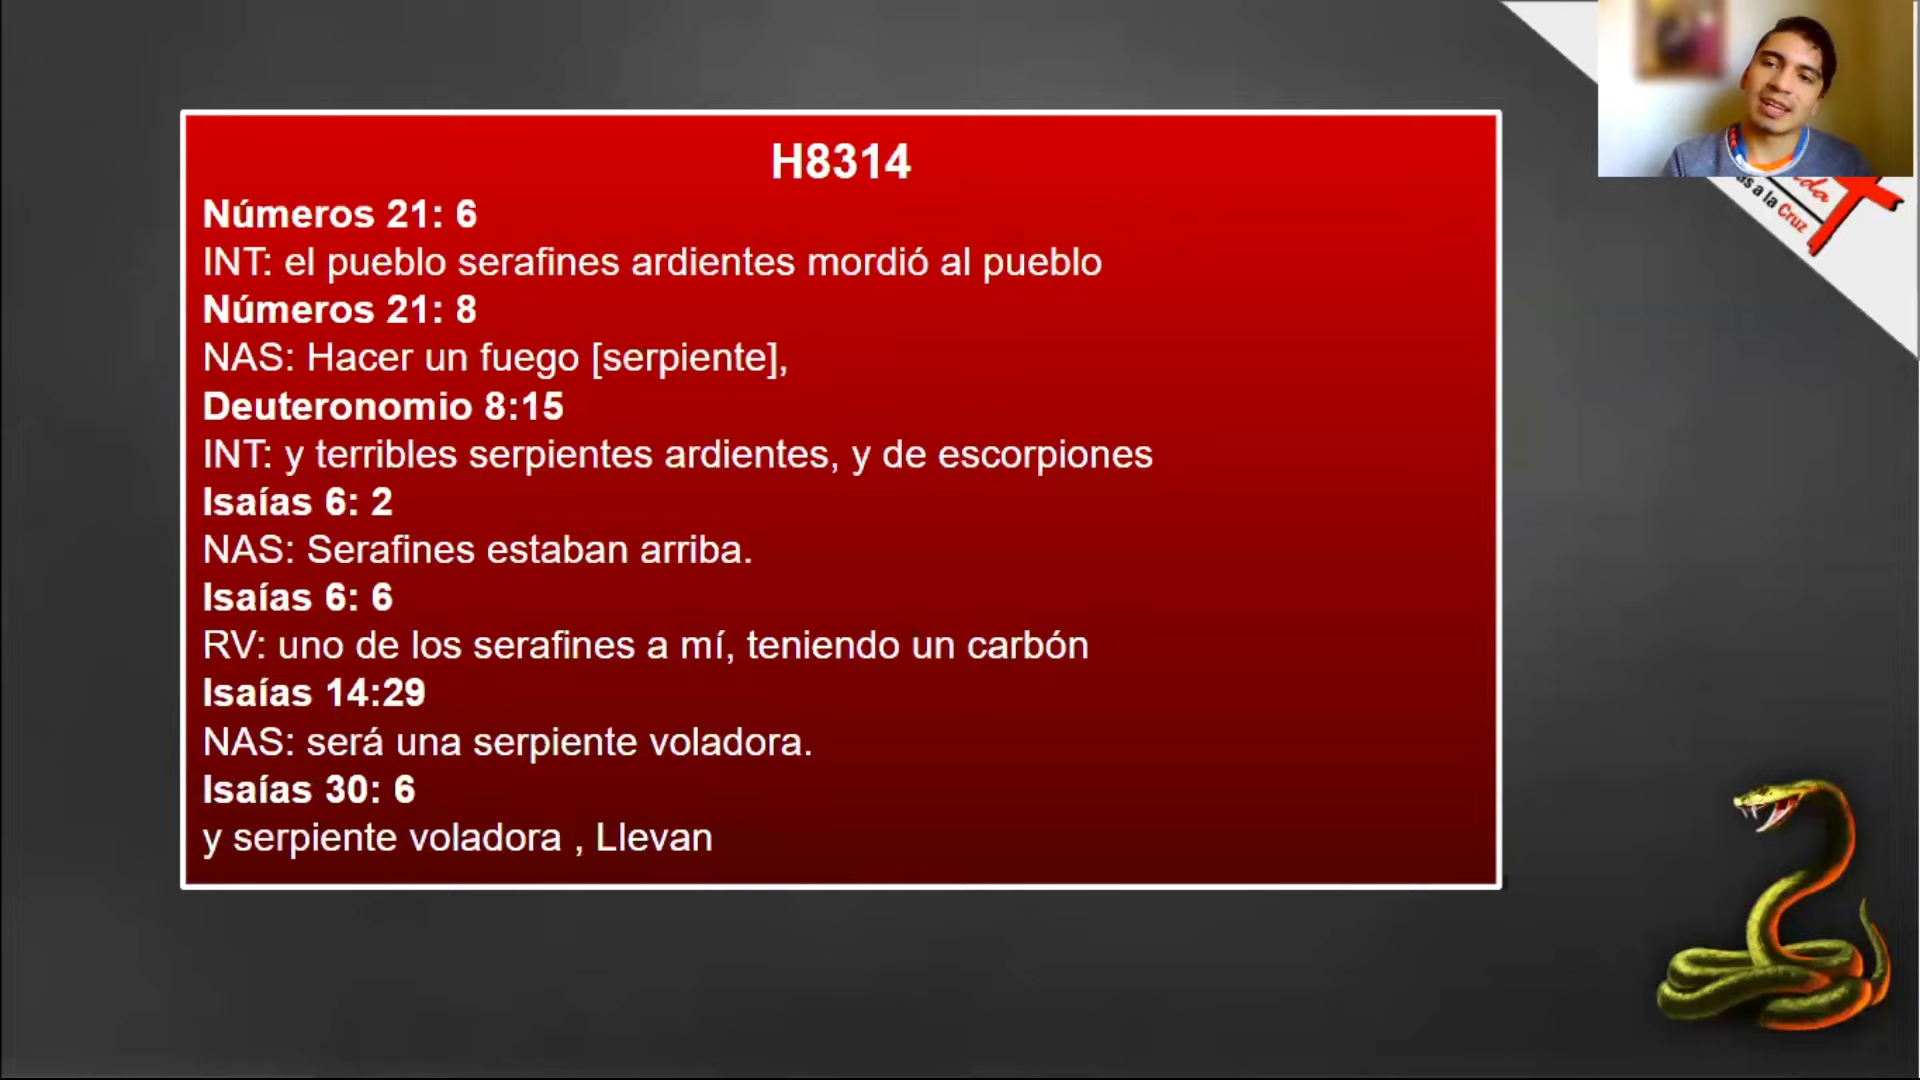 H8314
Números 21: 6
INT: el pueblo serafines ardientes mordió al pueblo
Números 21: 8
NAS: Hacer un fuego [serpiente],
Deuteronomio 8:15
INT: y terribles serpientes ardientes, y de escorpiones
Isaías 6: 2
NAS: Serafines estaban arriba.
Isaías 6: 6
RV: uno de los serafines a mí, teniendo un carbón
Isaías 14:29
NAS: será una serpiente voladora.
Isaías 30: 6
y serpiente voladora , Llevan
a la Cruz